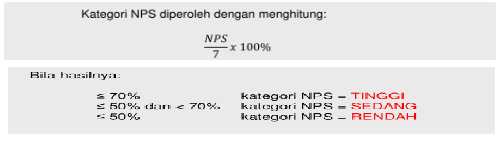 Kategori NPS diperoleh dengan menghitung:
NPS
7 x 100%
Bila hasilnya:
≤ 70% kategori NPS = TINGGI
≤ 50% dan < 70% kategori NPS = SEDANG
≤ 50% kategori NPS = RENDAH